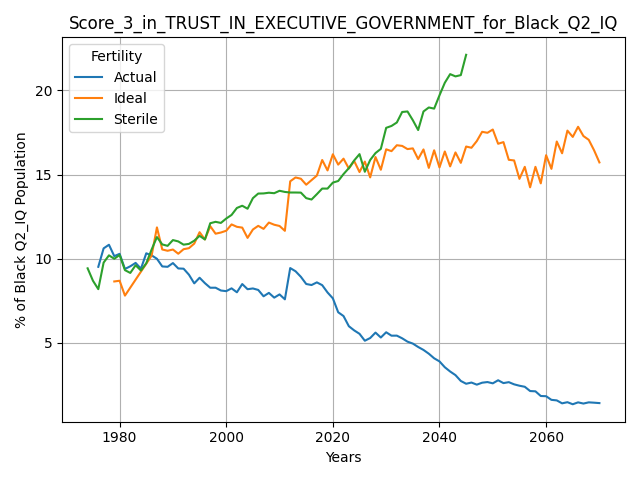 Score_3_in_TRUST_IN_EXECUTIVE_GOVERNMENT_for_Black_Q2_IQ
Fertility
Actual
Ideal
Sterile
% of Black Q2_IQ Population
20
15
10
5
1980 2000 2020 2040 2060
Years